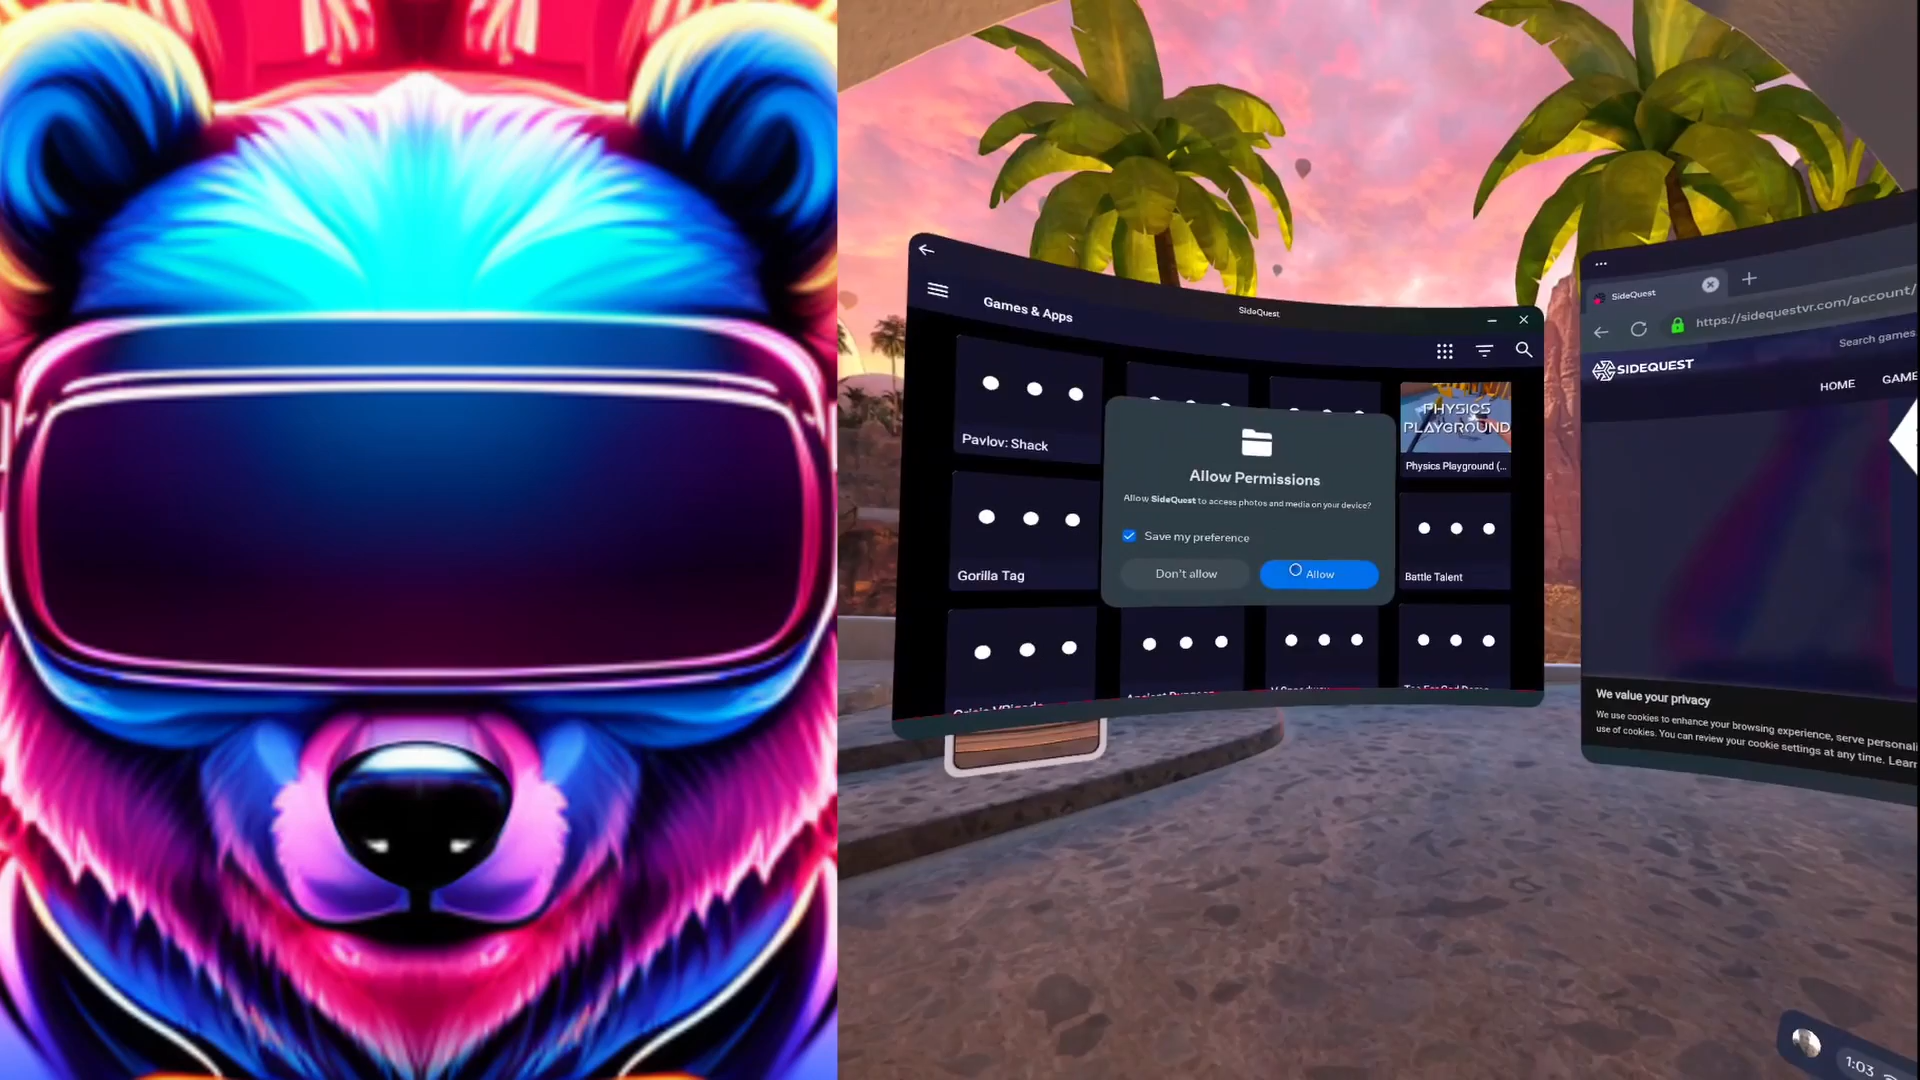 Games & Apps
SideQuest
Pavlov: Shack
PHYSICS
PLAYGROUND
Physics Playground (...
Allow Permissions
Allow SideQuest to access photos and media on your device?
Save my preference
Don't allow
Allow
Gorilla Tag
Battle Talent
SideQuest
https://sidequestvr.com/account/
Search games
SIDEQUEST
HOME
GAME
We value your privacy
We use cookies to enhance your browsing experience, serve personali
use of cookies. You can review your cookie settings at any time. Learn
1:03